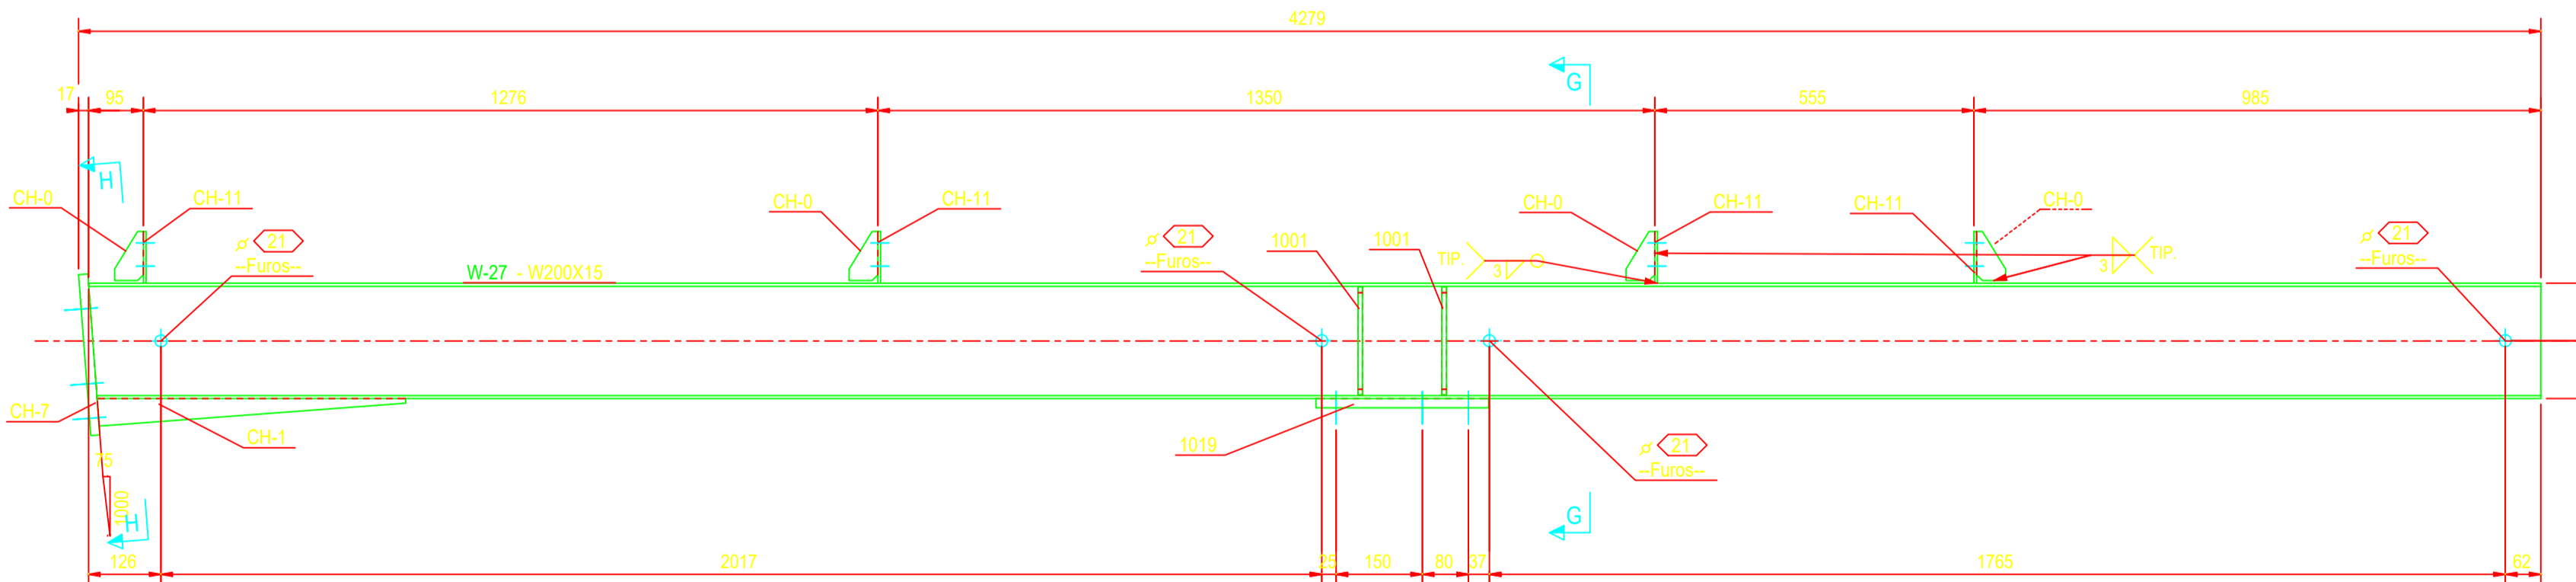 4279
17 95 1276 1350 555 985
G
H
CH-0 CH-11 CH-0 CH-11 CH-0 CH-11 CH-11 CH-0
ø 21
--Furos--
ø 21
--Furos--
1001 1001
TIP. 3
3 TIP.
ø 21
--Furos--
W-27 - W200X15
CH-7
CH-1
1019
ø 21
--Furos--
75
1000
H
G
126 2017 25 150 80 37 1765 62